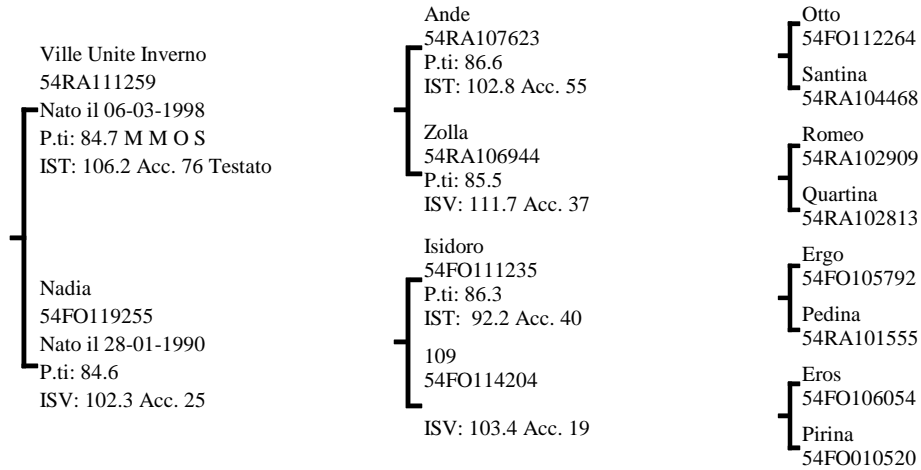 Ville Unite Inverno
54RA111259
Nato il 06-03-1998
P.ti: 84.7 M M O S
IST: 106.2 Acc. 76 Testato
Nadia
54FO119255
Nato il 28-01-1990
P.ti: 84.6
ISV: 102.3 Acc. 25
Ande
54RA107623
P.ti: 86.6
IST: 102.8 Acc. 55
Zolla
54RA106944
P.ti: 85.5
ISV: 111.7 Acc. 37
Isidoro
54FO111235
P.ti: 86.3
IST: 92.2 Acc. 40
109
54FO114204
ISV: 103.4 Acc. 19
Otto
54FO112264
Santina
54RA104468
Romeo
54RA102909
Quartina
54RA102813
Ergo
54FO105792
Pedina
54RA101555
Eros
54FO106054
Pirina
54FO010520